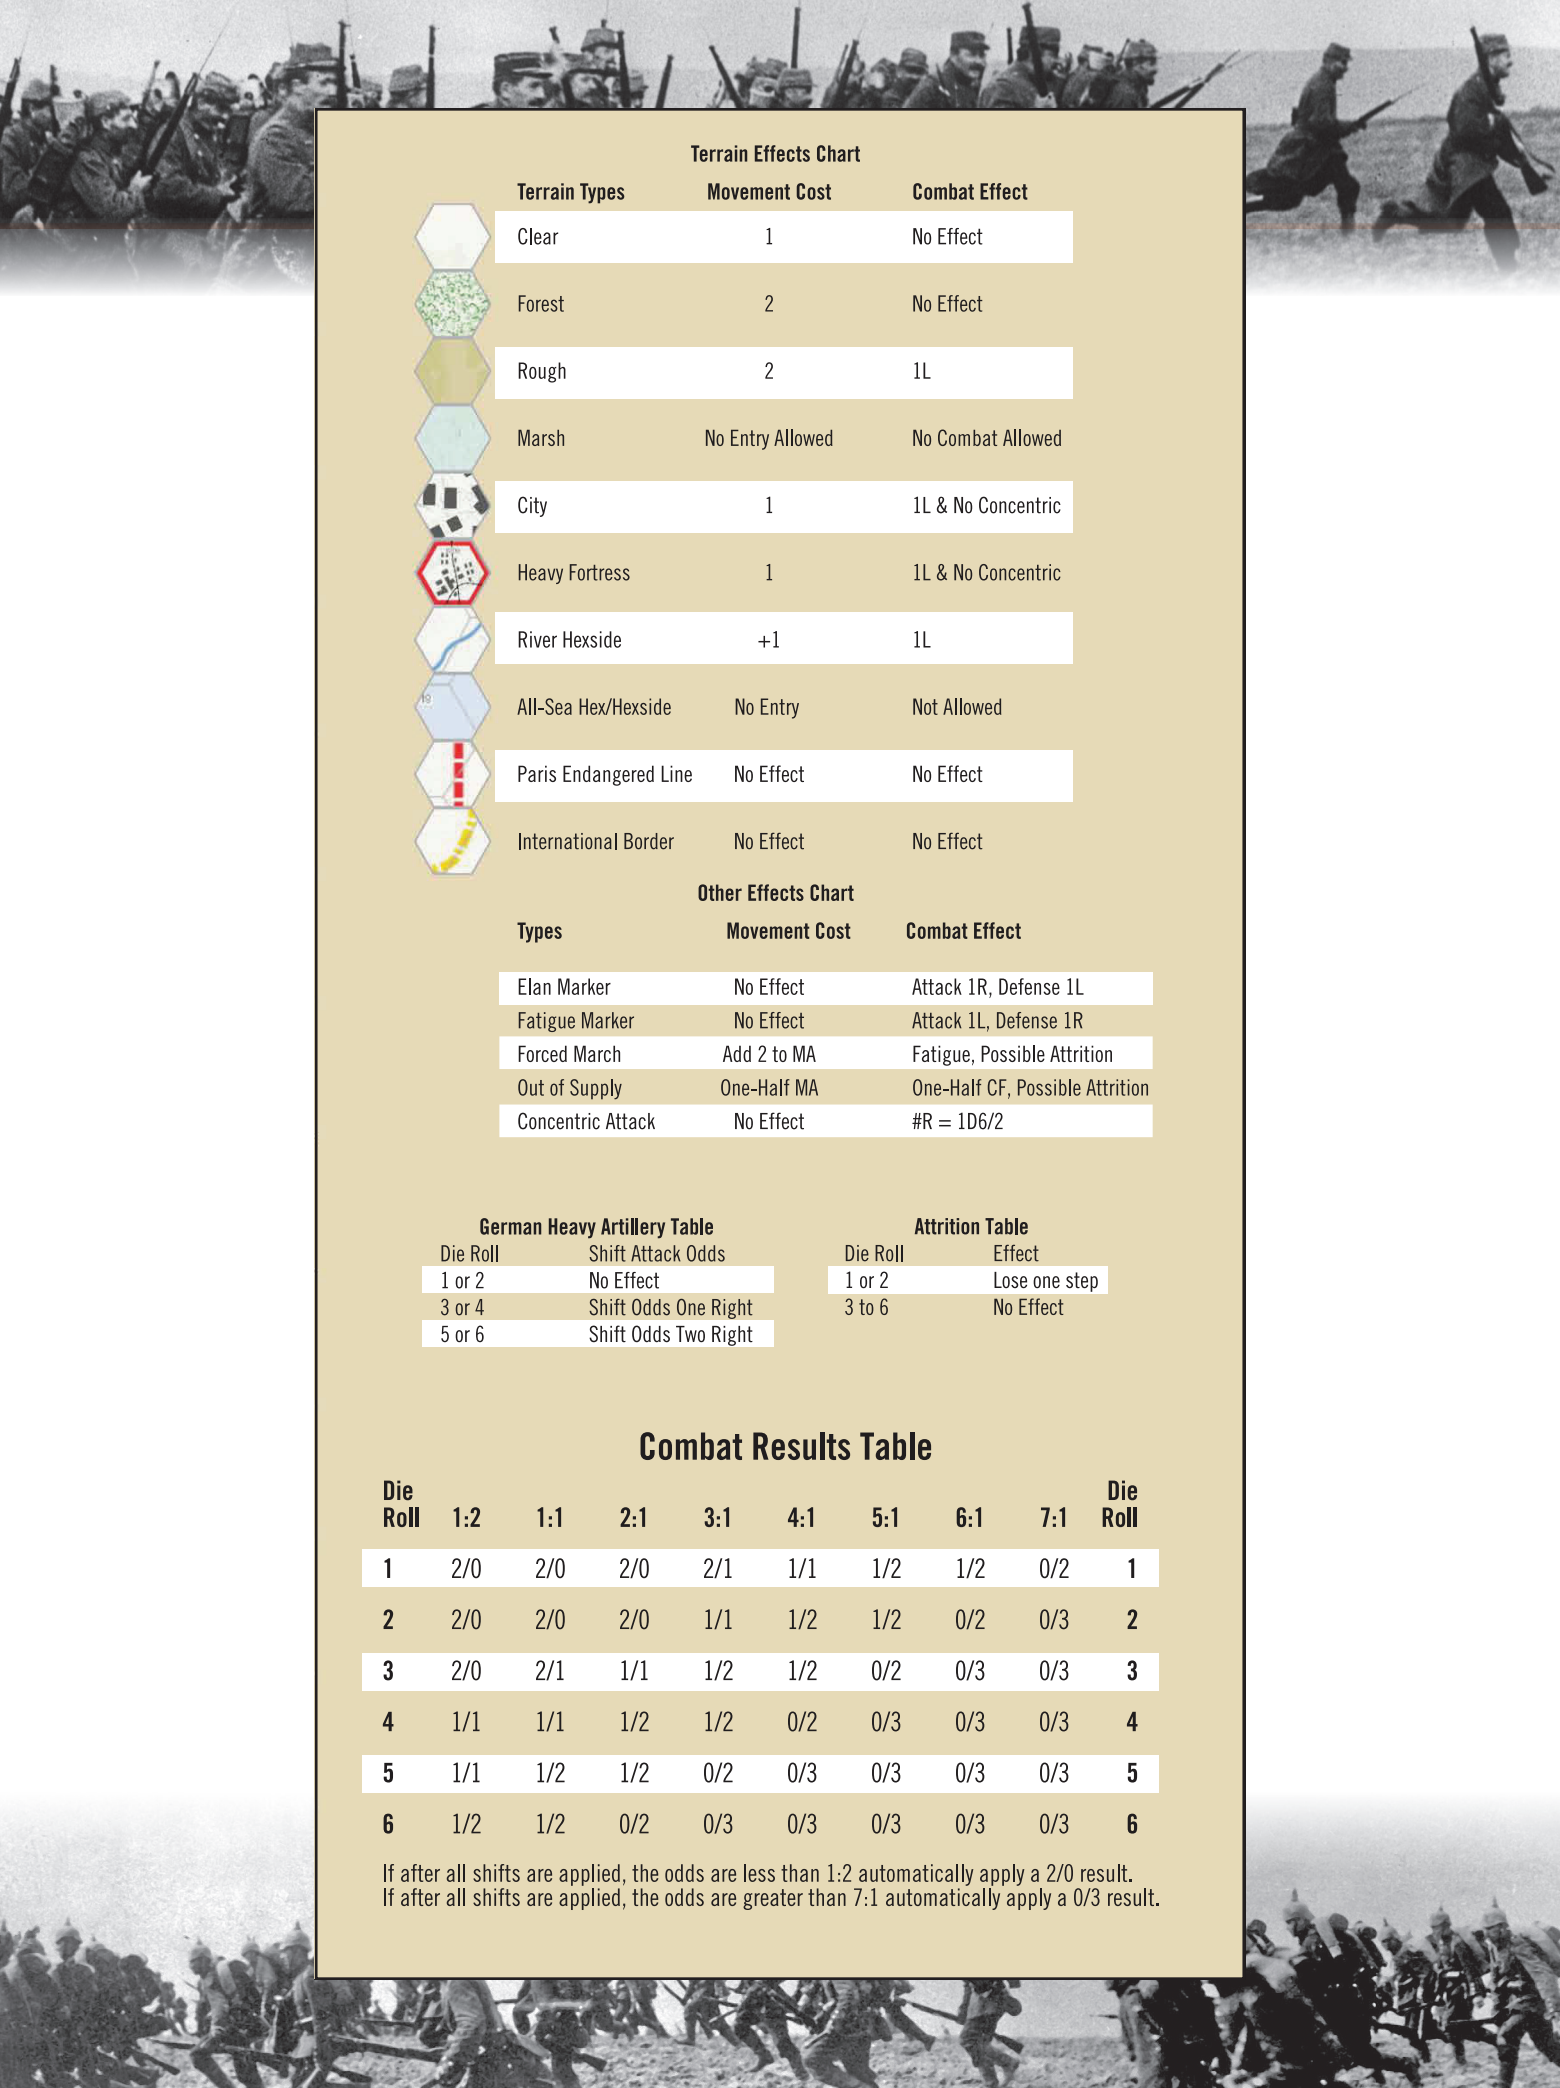 Terrain Effects Chart
Terrain Types Movement Cost Combat Effect
Clear 1 No Effect
Forest 2 No Effect
Rough 2 1L
Marsh No Entry Allowed No Combat Allowed
City 1 1L & No Concentric
Heavy Fortress 1 1L & No Concentric
River Hexside +1 1L
All-Sea Hex/Hexside No Entry Not Allowed
Paris Endangered Line No Effect No Effect
International Border No Effect No Effect
Other Effects Chart
Types Movement Cost Combat Effect
Elan Marker No Effect Attack 1R, Defense 1L
Fatigue Marker No Effect Attack 1L, Defense 1R
Forced March Add 2 to MA Fatigue, Possible Attrition
Out of Supply One-Half MA One-Half CF, Possible Attrition
Concentric Attack No Effect #R = 1D6/2
German Heavy Artillery Table
Die Roll Shift Attack Odds
1 or 2 No Effect
3 or 4 Shift Odds One Right
5 or 6 Shift Odds Two Right
Attrition Table
Die Roll Effect
1 or 2 Lose one step
3 to 6 No Effect
Combat Results Table
Die Die
Roll 1:2 1:1 2:1 3:1 4:1 5:1 6:1 7:1 Roll
1 2/0 2/0 2/0 2/1 1/1 1/2 1/2 0/2 1
2 2/0 2/0 2/0 1/1 1/2 1/2 0/2 0/3 2
3 2/0 2/1 1/1 1/2 1/2 0/2 0/3 0/3 3
4 1/1 1/1 1/2 1/2 0/2 0/3 0/3 0/3 4
5 1/1 1/2 1/2 0/2 0/3 0/3 0/3 0/3 5
6 1/2 1/2 0/2 0/3 0/3 0/3 0/3 0/3 6
If after all shifts are applied, the odds are less than 1:2 automatically apply a 2/0 result.
If after all shifts are applied, the odds are greater than 7:1 automatically apply a 0/3 result.